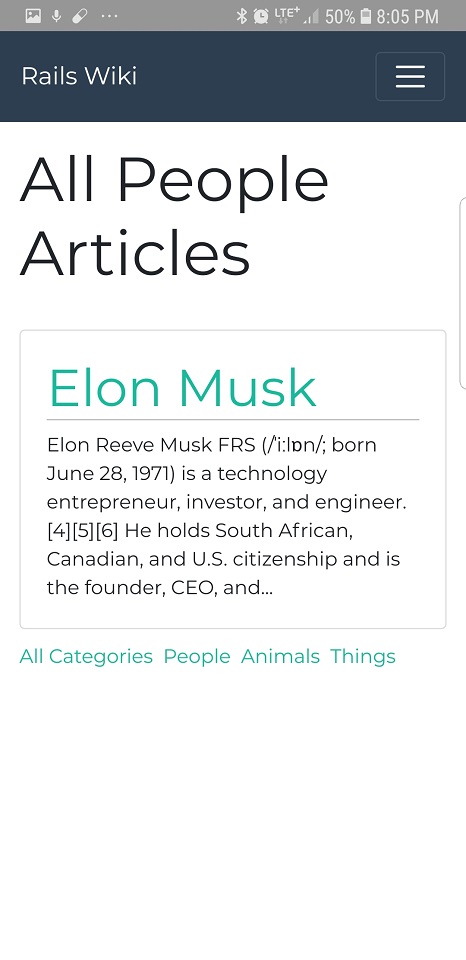 LTE+ 50% 8:05 PM
Rails Wiki
All People
Articles
Elon Musk
Elon Reeve Musk FRS (/ˈiːlɒn/; born
June 28, 1971) is a technology
entrepreneur, investor, and engineer.
[4][5][6] He holds South African,
Canadian, and U.S. citizenship and is
the founder, CEO, and...
All Categories People Animals Things